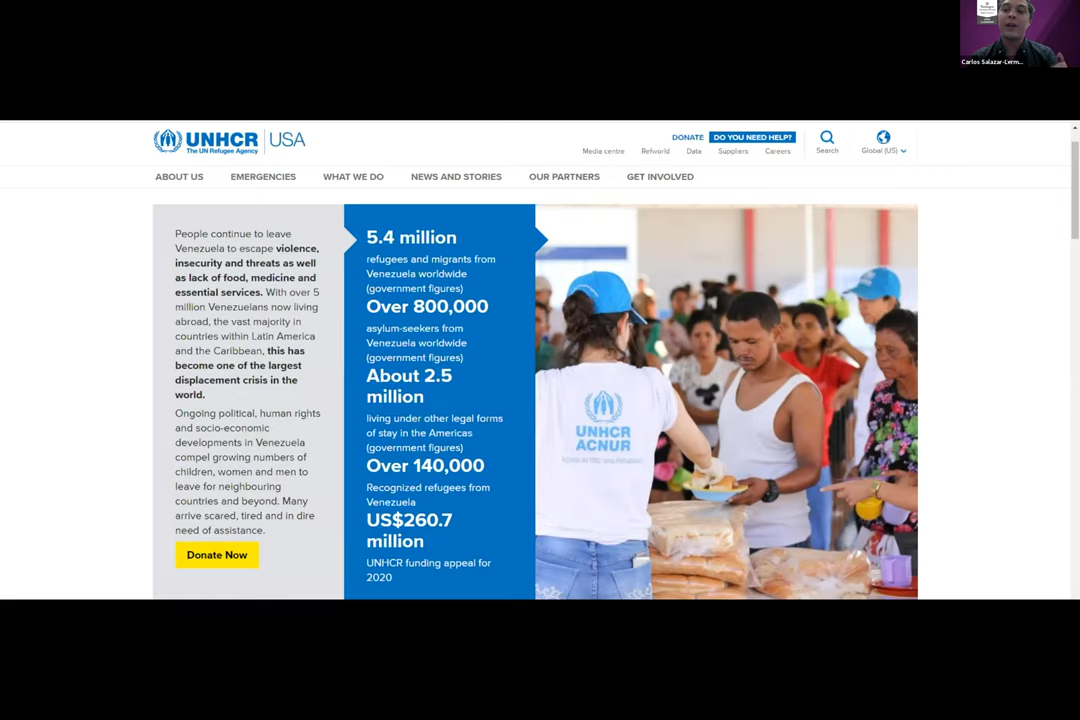 Carlos Salazar-Lerm...
UNHCR USA
The UN Refugee Agency
DONATE DO YOU NEED HELP?
Media centre Refworld Data Suppliers Careers Search Global (US)
ABOUT US EMERGENCIES WHAT WE DO NEWS AND STORIES OUR PARTNERS GET INVOLVED
People continue to leave
Venezuela to escape violence,
insecurity and threats as well
as lack of food, medicine and
essential services. With over 5
million Venezuelans now living
abroad, the vast majority in
countries within Latin America
and the Caribbean, this has
become one of the largest
displacement crisis in the
world.
Ongoing political, human rights
and socio-economic
developments in Venezuela
compel growing numbers of
children, women and men to
leave for neighbouring
countries and beyond. Many
arrive scared, tired and in dire
need of assistance.
Donate Now
5.4 million
refugees and migrants from
Venezuela worldwide
(government figures)
Over 800,000
asylum-seekers from
Venezuela worldwide
(government figures)
About 2.5
million
living under other legal forms
of stay in the Americas
(government figures)
Over 140,000
Recognized refugees from
Venezuela
US$260.7
million
UNHCR funding appeal for
2020
UNHCR
ACNUR